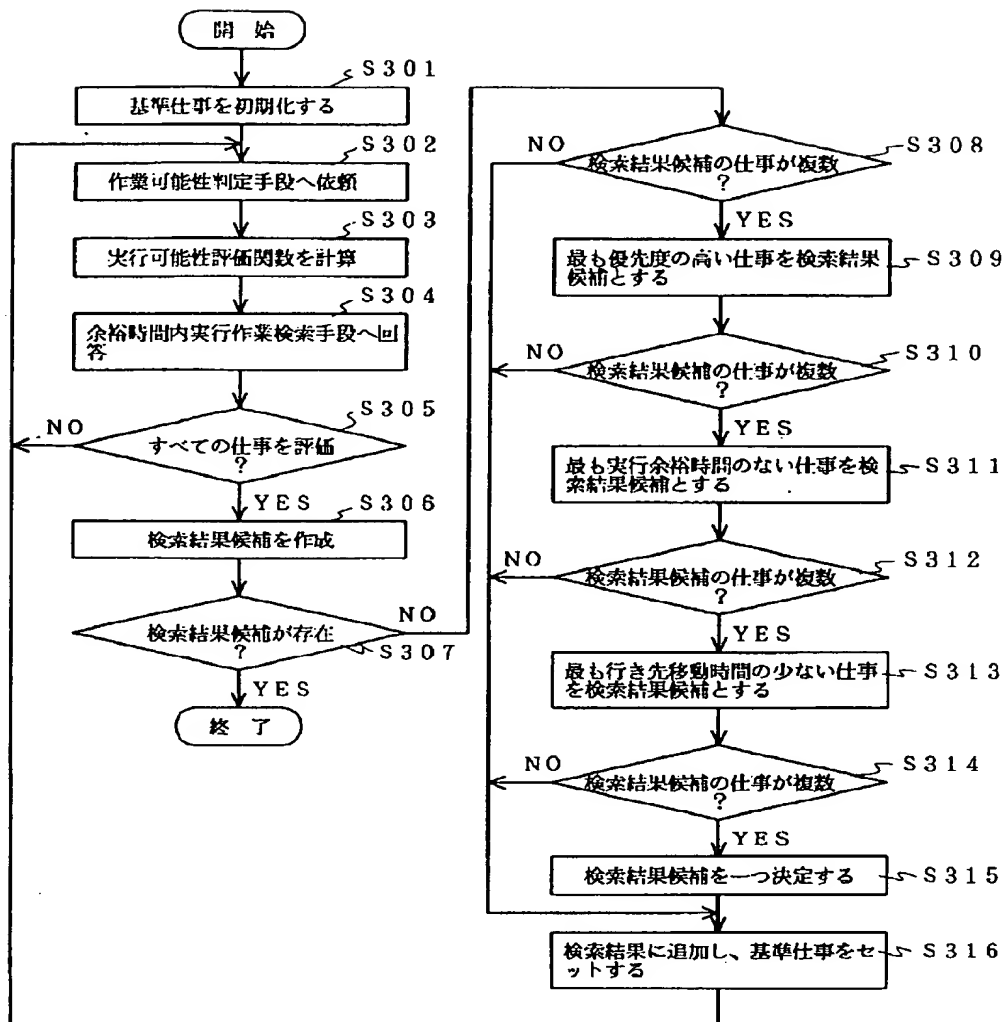 開 始
S301
基準仕事を初期化する
S302
作業可能性判定手段へ依頼
S303
実行可能性評価関数を計算
S304
余裕時間内実行作業検索手段へ回
答
S305
NO
すべての仕事を評価
?
YES
S306
検索結果候補を作成
NO
検索結果候補が存在
?
S307
YES
終 了
NO
検索結果候補の仕事が複数
?
S308
YES
最も優先度の高い仕事を検索結果
候補とする
S309
NO
検索結果候補の仕事が複数
?
S310
YES
最も実行余裕時間のない仕事を検
索結果候補とする
S311
NO
検索結果候補の仕事が複数
?
S312
YES
最も行き先移動時間の少ない仕事
を検索結果候補とする
S313
NO
検索結果候補の仕事が複数
?
S314
YES
検索結果候補を一つ決定する
S315
検索結果に追加し、基準仕事をセ
ットする
S316